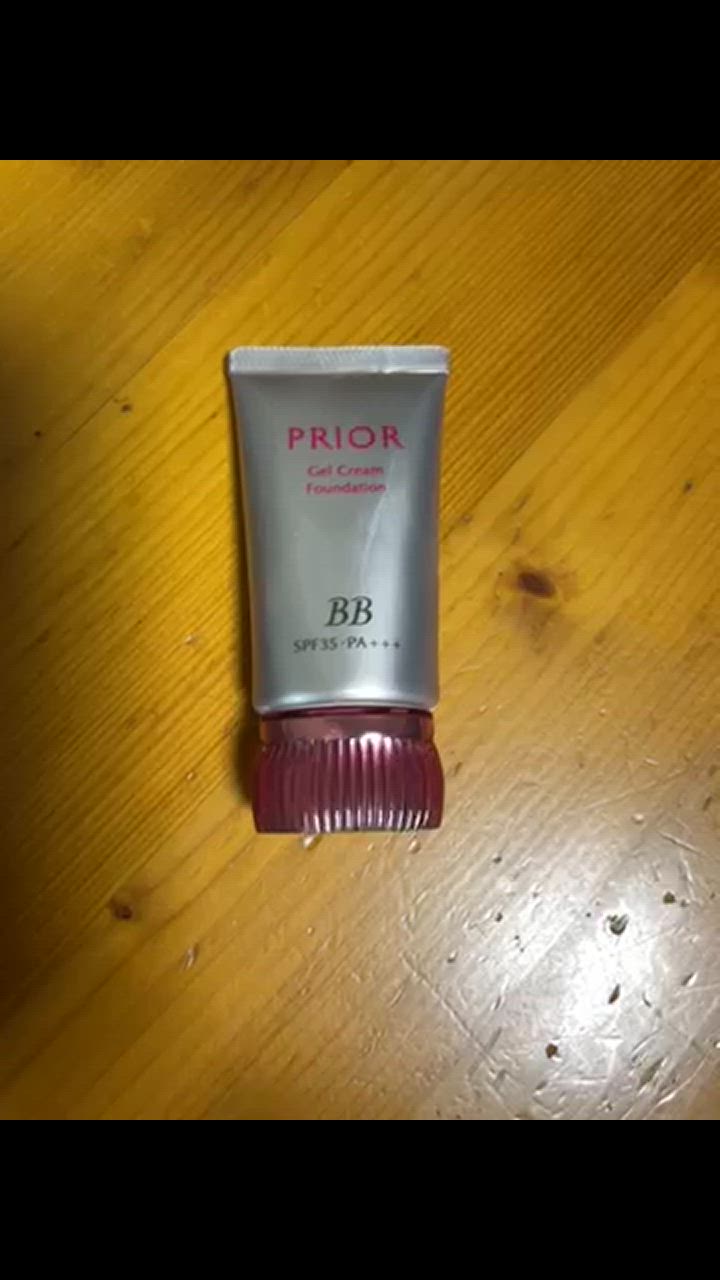 PRIOR
Gel Cream
Foundation
BB
SPF35·PA+++